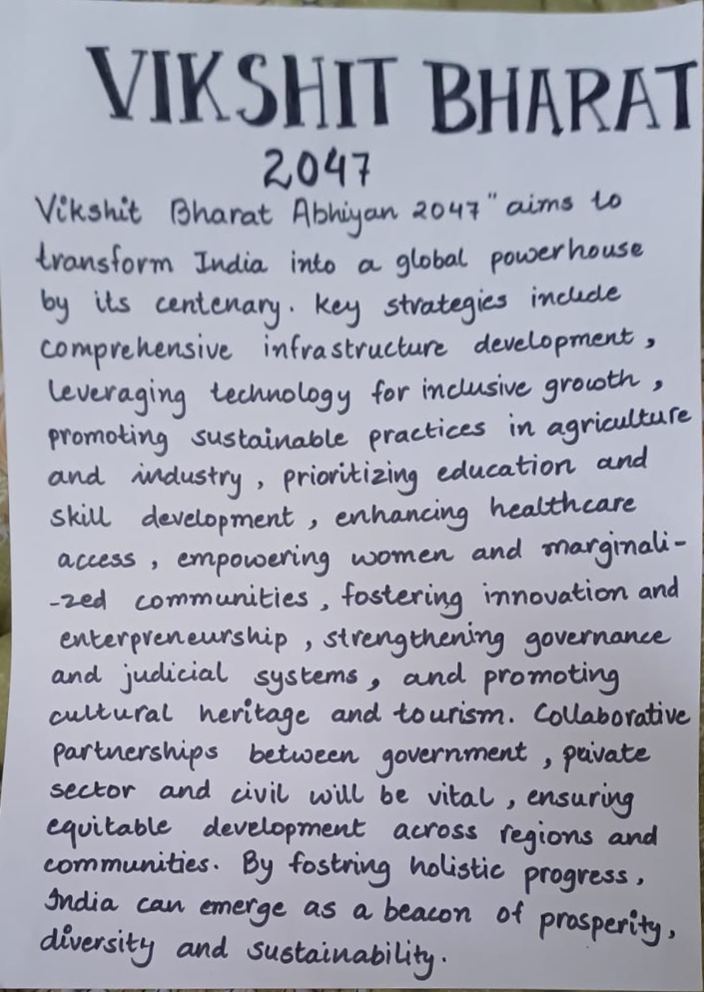 VIKSHIT BHARAT
2047
Vikshit Bharat Abhiyan 2047" aims to
transform India into a global powerhouse
by its centenary. key strategies include
comprehensive infrastructure development,
leveraging technology for inclusive growth,
promoting sustainable practices in agriculture
and industry, prioritizing education and
skill development, enhancing healthcare
access, empowering women and marginali-
-zed communities, fostering innovation and
enterpreneurship, strengthening governance
and judicial systems, and promoting
cultural heritage and tourism. Collaborative
partnerships between government, private
sector and civil will be vital, ensuring
equitable development across regions and
communities. By fostring holistic progress,
India can emerge as a beacon of prosperity,
diversity and sustainability.